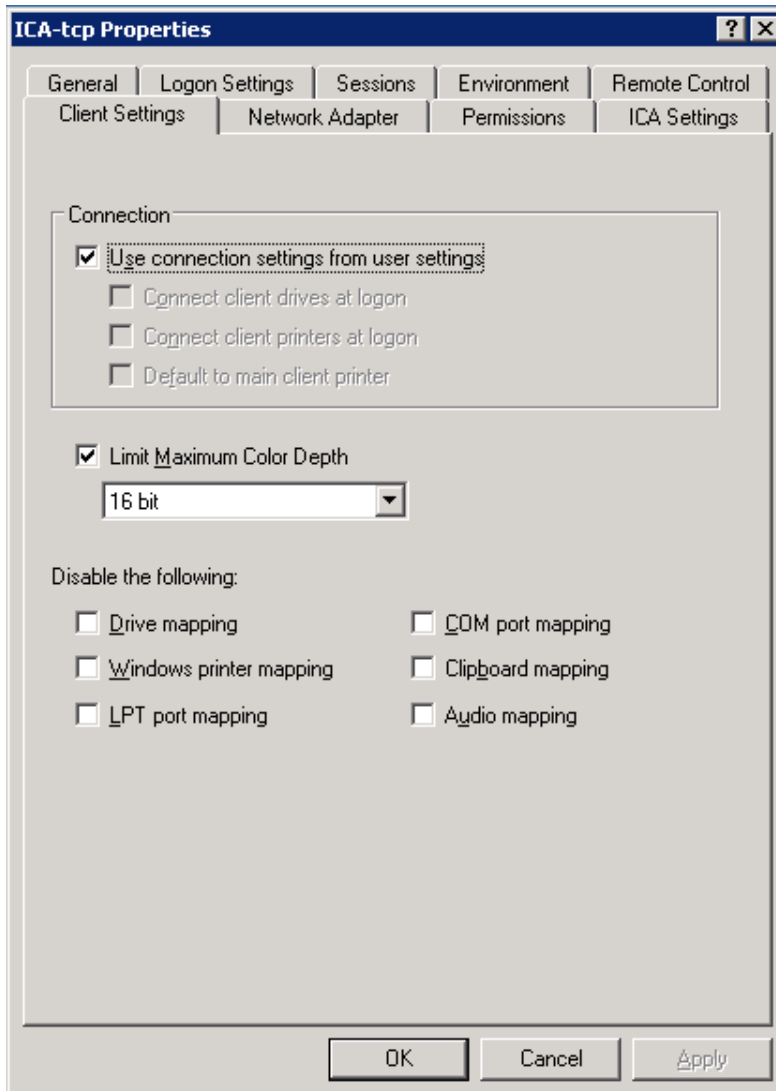 ICA-tcp Properties
General Logon Settings Sessions Environment Remote Control
Client Settings Network Adapter Permissions ICA Settings
Connection
Use connection settings from user settings
Connect client drives at logon
Connect client printers at logon
Default to main client printer
Limit Maximum Color Depth
16 bit
Disable the following:
Drive mapping COM port mapping
Windows printer mapping Clipboard mapping
LPT port mapping Audio mapping
OK Cancel Apply